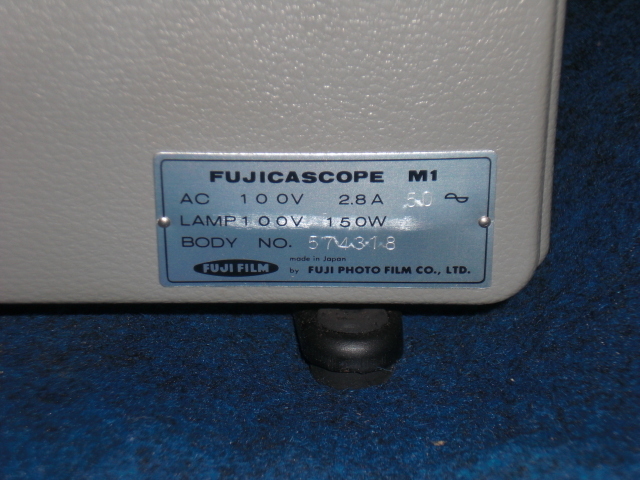 FUJICASCOPE M1
AC 100V 2.8A
LAMP 100V 150W
BODY NO. 574318
FUJI FILM
made in Japan
by FUJI PHOTO FILM CO., LTD.